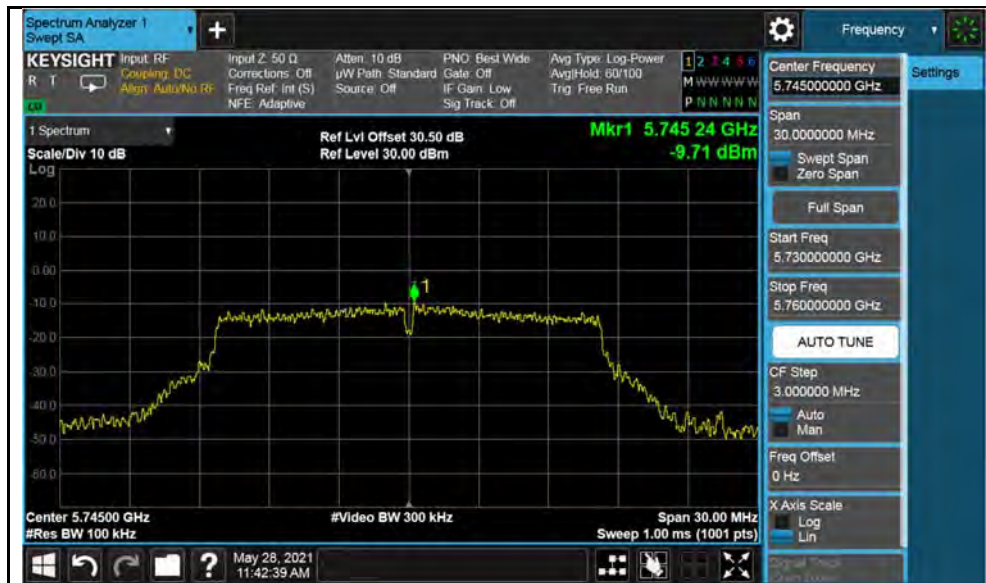 Spectrum Analyzer 1
Swept SA
Frequency
KEYSIGHT
R T
Input: RF
Coupling: DC
Align: Auto/No RF
Input Z: 50 Ω
Corrections: Off
Freq Ref: Int (S)
NFE: Adaptive
Atten: 10 dB
µW Path: Standard
Source: Off
PNO: Best Wide
Gate: Off
IF Gain: Low
Sig Track: Off
Avg Type: Log-Power
Avg|Hold: 60/100
Trig: Free Run
1 2 3 4 5 6
M W W W W W
P N N N N N
1 Spectrum
Scale/Div 10 dB
Log
Ref Lvl Offset 30.50 dB
Ref Level 30.00 dBm
Mkr1 5.745 24 GHz
-9.71 dBm
20.0
10.0
0.00
-10.0
-20.0
-30.0
-40.0
-50.0
-60.0
1
Center 5.74500 GHz
#Res BW 100 kHz
#Video BW 300 kHz
Span 30.00 MHz
Sweep 1.00 ms (1001 pts)
May 28, 2021
11:42:39 AM
Center Frequency
5.745000000 GHz
Settings
Span
30.0000000 MHz
Swept Span
Zero Span
Full Span
Start Freq
5.730000000 GHz
Stop Freq
5.760000000 GHz
AUTO TUNE
CF Step
3.000000 MHz
Auto
Man
Freq Offset
0 Hz
X Axis Scale
Log
Lin
Signal Track